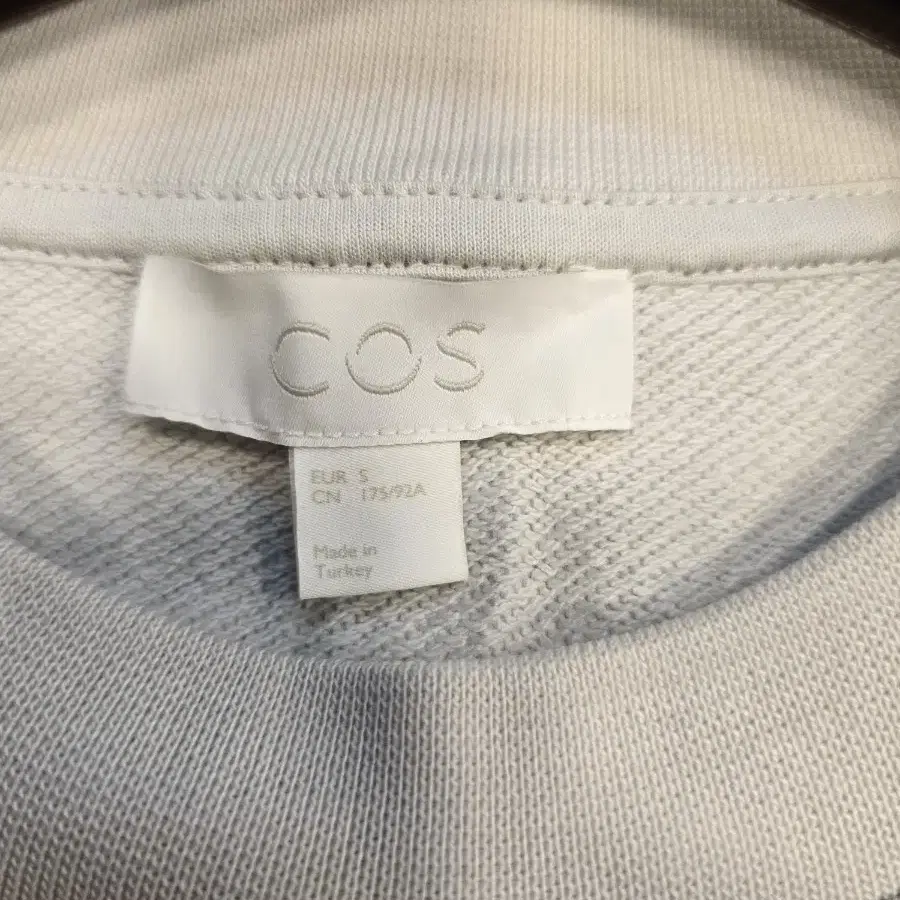 COS
EUR S
CN 175/92A
Made in
Turkey